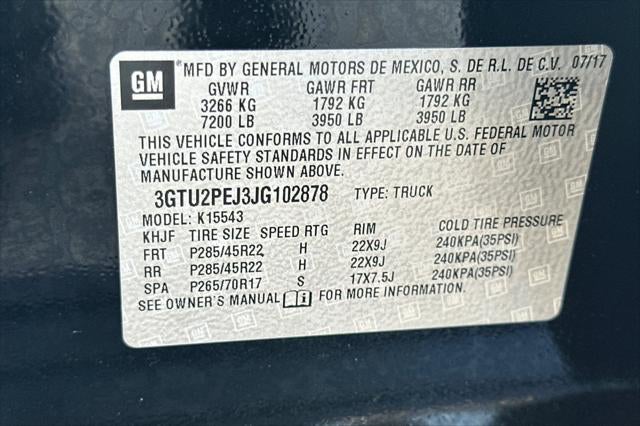 GM *MFD BY GENERAL MOTORS DE MEXICO, S. DE R.L. DE C.V. 07/17
GVWR GAWR FRT GAWR RR
3266 KG 1792 KG 1792 KG
7200 LB 3950 LB 3950 LB
THIS VEHICLE CONFORMS TO ALL APPLICABLE U.S. FEDERAL MOTOR
VEHICLE SAFETY STANDARDS IN EFFECT ON THE DATE OF
MANUFACTURE SHOWN ABOVE.
3GTU2PEJ3JG102878 TYPE: TRUCK
MODEL: K15543
KHJF TIRE SIZE SPEED RTG RIM COLD TIRE PRESSURE
FRT P285/45R22 H 22X9J 240KPA(35PSI)
RR P285/45R22 H 22X9J 240KPA(35PSI)
SPA P265/70R17 S 17X7.5J 240KPA(35PSI)
SEE OWNER'S MANUAL FOR MORE INFORMATION.